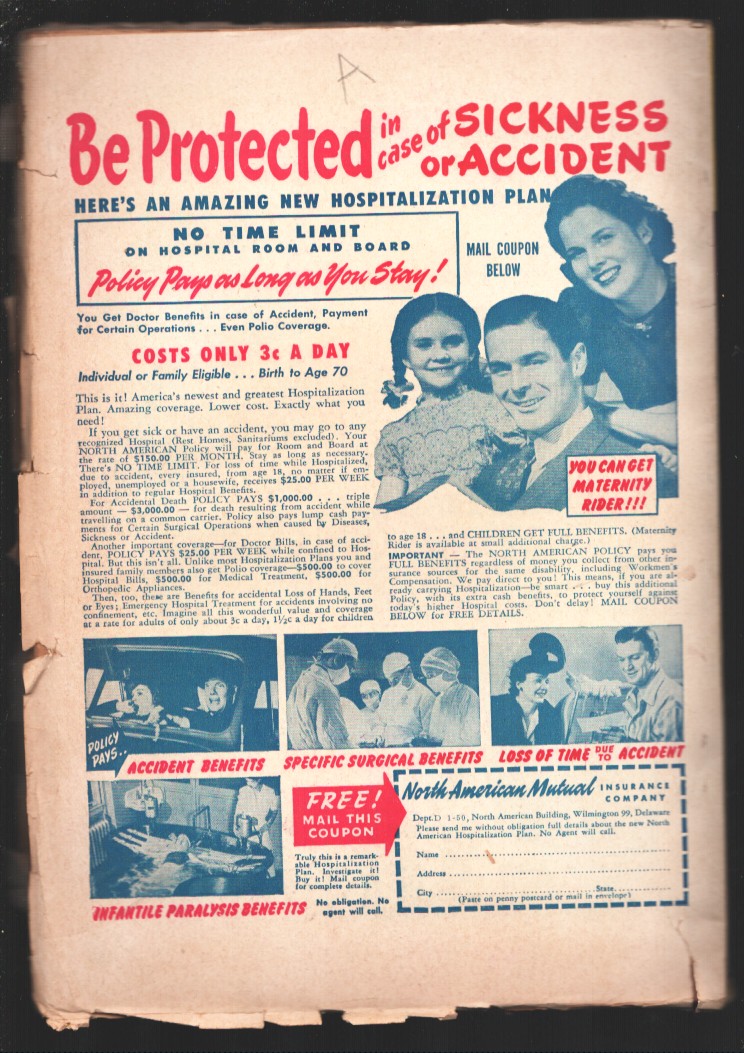 A
Be Protected in case of SICKNESS or ACCIDENT
HERE'S AN AMAZING NEW HOSPITALIZATION PLAN
NO TIME LIMIT
ON HOSPITAL ROOM AND BOARD
Policy Pays as Long as You Stay!
MAIL COUPON
BELOW
You Get Doctor Benefits in case of Accident, Payment
for Certain Operations . . . Even Polio Coverage.
COSTS ONLY 3c A DAY
Individual or Family Eligible . . . Birth to Age 70
This is it! America's newest and greatest Hospitalization
Plan. Amazing coverage. Lower cost. Exactly what you
need!
If you get sick or have an accident, you may go to any
recognized Hospital (Rest Homes, Sanitariums excluded). Your
NORTH AMERICAN Policy will pay for Room and Board at
the rate of $150.00 PER MONTH. Stay as long as necessary.
There's NO TIME LIMIT. For loss of time while Hospitalized,
due to accident, every insured, from age 18, no matter if em-
ployed, unemployed or a housewife, receives $25.00 PER WEEK
in addition to regular Hospital Benefits.
For Accidental Death POLICY PAYS $1,000.00 . . . triple
amount — $3,000.00 — for death resulting from accident while
travelling on a common carrier. Policy also pays lump cash pay-
ments for Certain Surgical Operations when caused by Diseases,
Sickness or Accident.
Another important coverage—for Doctor Bills, in case of acci-
dent, POLICY PAYS $25.00 PER WEEK while confined to Hos-
pital. But this isn't all. Unlike most Hospitalization Plans you and
insured family members also get Polio coverage—$500.00 to cover
Hospital Bills, $500.00 for Medical Treatment, $500.00 for
Orthopedic Appliances.
Then, too, these are Benefits for accidental Loss of Hands, Feet
or Eyes; Emergency Hospital Treatment for accidents involving no
confinement, etc. Imagine all this wonderful value and coverage
at a rate for adults of only about 3c a day, 1½c a day for children
YOU CAN GET
MATERNITY
RIDER!!!
to age 18 . . . and CHILDREN GET FULL BENEFITS. (Maternity
Rider is available at small additional charge.)
IMPORTANT — The NORTH AMERICAN POLICY pays you
FULL BENEFITS regardless of money you collect from other in-
surance sources for the same disability, including Workmen's
Compensation. We pay direct to you! This means, if you are al-
ready carrying Hospitalization—be smart . . . buy this additional
Policy, with its extra cash benefits, to protect yourself against
today's higher Hospital costs. Don't delay! MAIL COUPON
BELOW for FREE DETAILS.
POLICY
PAYS..
ACCIDENT BENEFITS
SPECIFIC SURGICAL BENEFITS
LOSS OF TIME DUE TO ACCIDENT
INFANTILE PARALYSIS BENEFITS
FREE!
MAIL THIS
COUPON
Truly this is a remark-
able Hospitalization
Plan. Investigate it!
Buy it! Mail coupon
for complete details.
No obligation. No
agent will call.
North American Mutual INSURANCE
COMPANY
Dept.D 1-50, North American Building, Wilmington 99, Delaware
Please send me without obligation full details about the new North
American Hospitalization Plan. No Agent will call.
Name
Address
City State
(Paste on penny postcard or mail in envelope)